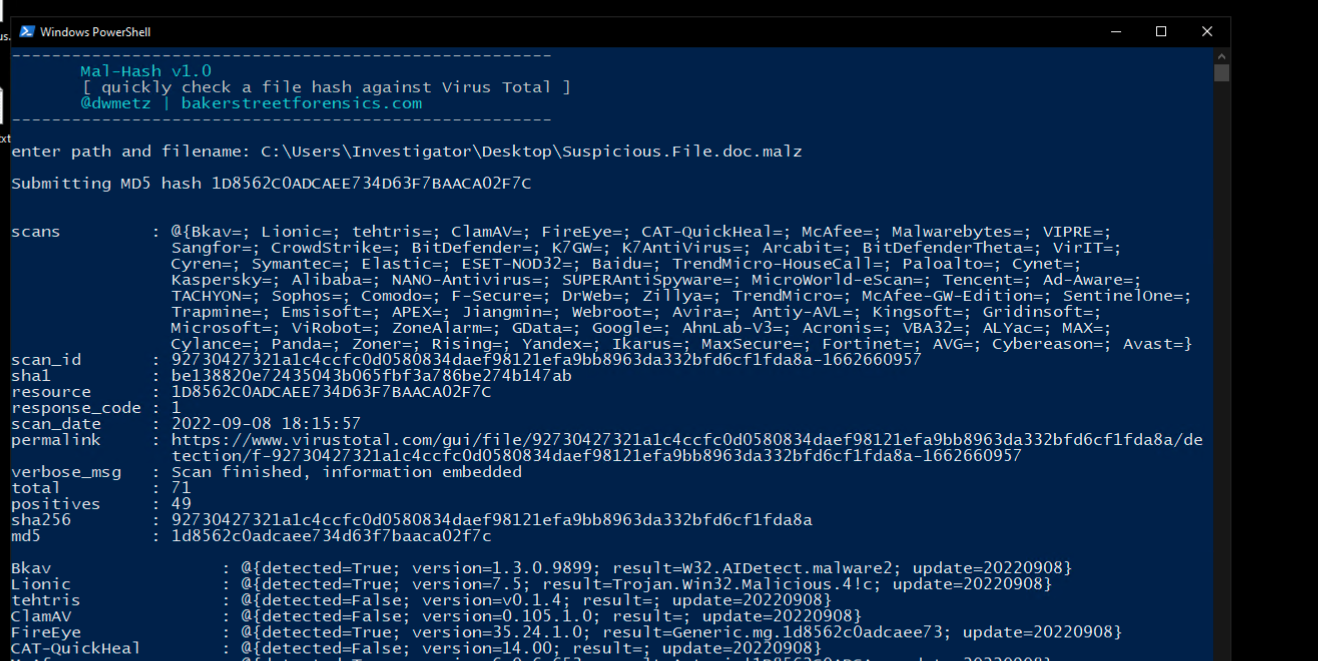 us.
xt
Windows PowerShell
------------------------------------------------------
Mal-Hash v1.0
[ quickly check a file hash against Virus Total ]
@dwmetz | bakerstreetforensics.com
------------------------------------------------------
enter path and filename: C:\Users\Investigator\Desktop\Suspicious.File.doc.malz
Submitting MD5 hash 1D8562C0ADCAEE734D63F7BAACA02F7C
scans : @{Bkav=; Lionic=; tehtris=; ClamAV=; FireEye=; CAT-QuickHeal=; McAfee=; Malwarebytes=; VIPRE=;
Sangfor=; CrowdStrike=; BitDefender=; K7GW=; K7AntiVirus=; Arcabit=; BitDefenderTheta=; VirIT=;
Cyren=; Symantec=; Elastic=; ESET-NOD32=; Baidu=; TrendMicro-HouseCall=; Paloalto=; Cynet=;
Kaspersky=; Alibaba=; NANO-Antivirus=; SUPERAntiSpyware=; MicroWorld-eScan=; Tencent=; Ad-Aware=;
TACHYON=; Sophos=; Comodo=; F-Secure=; DrWeb=; Zillya=; TrendMicro=; McAfee-GW-Edition=; SentinelOne=;
Trapmine=; Emsisoft=; APEX=; Jiangmin=; Webroot=; Avira=; Antiy-AVL=; Kingsoft=; Gridinsoft=;
Microsoft=; ViRobot=; ZoneAlarm=; GData=; Google=; AhnLab-V3=; Acronis=; VBA32=; ALYac=; MAX=;
Cylance=; Panda=; Zoner=; Rising=; Yandex=; Ikarus=; MaxSecure=; Fortinet=; AVG=; Cybereason=; Avast=}
scan_id : 92730427321a1c4ccfc0d0580834daef98121efa9bb8963da332bfd6cf1fda8a-1662660957
sha1 : be138820e72435043b065fbf3a786be274b147ab
resource : 1D8562C0ADCAEE734D63F7BAACA02F7C
response_code : 1
scan_date : 2022-09-08 18:15:57
permalink : https://www.virustotal.com/gui/file/92730427321a1c4ccfc0d0580834daef98121efa9bb8963da332bfd6cf1fda8a/de
tection/f-92730427321a1c4ccfc0d0580834daef98121efa9bb8963da332bfd6cf1fda8a-1662660957
verbose_msg : Scan finished, information embedded
total : 71
positives : 49
sha256 : 92730427321a1c4ccfc0d0580834daef98121efa9bb8963da332bfd6cf1fda8a
md5 : 1d8562c0adcaee734d63f7baaca02f7c
Bkav : @{detected=True; version=1.3.0.9899; result=W32.AIDetect.malware2; update=20220908}
Lionic : @{detected=True; version=7.5; result=Trojan.Win32.Malicious.4!c; update=20220908}
tehtris : @{detected=False; version=v0.1.4; result=; update=20220908}
ClamAV : @{detected=False; version=0.105.1.0; result=; update=20220908}
FireEye : @{detected=True; version=35.24.1.0; result=Generic.mg.1d8562c0adcaee73; update=20220908}
CAT-QuickHeal : @{detected=False; version=14.00; result=; update=20220908}